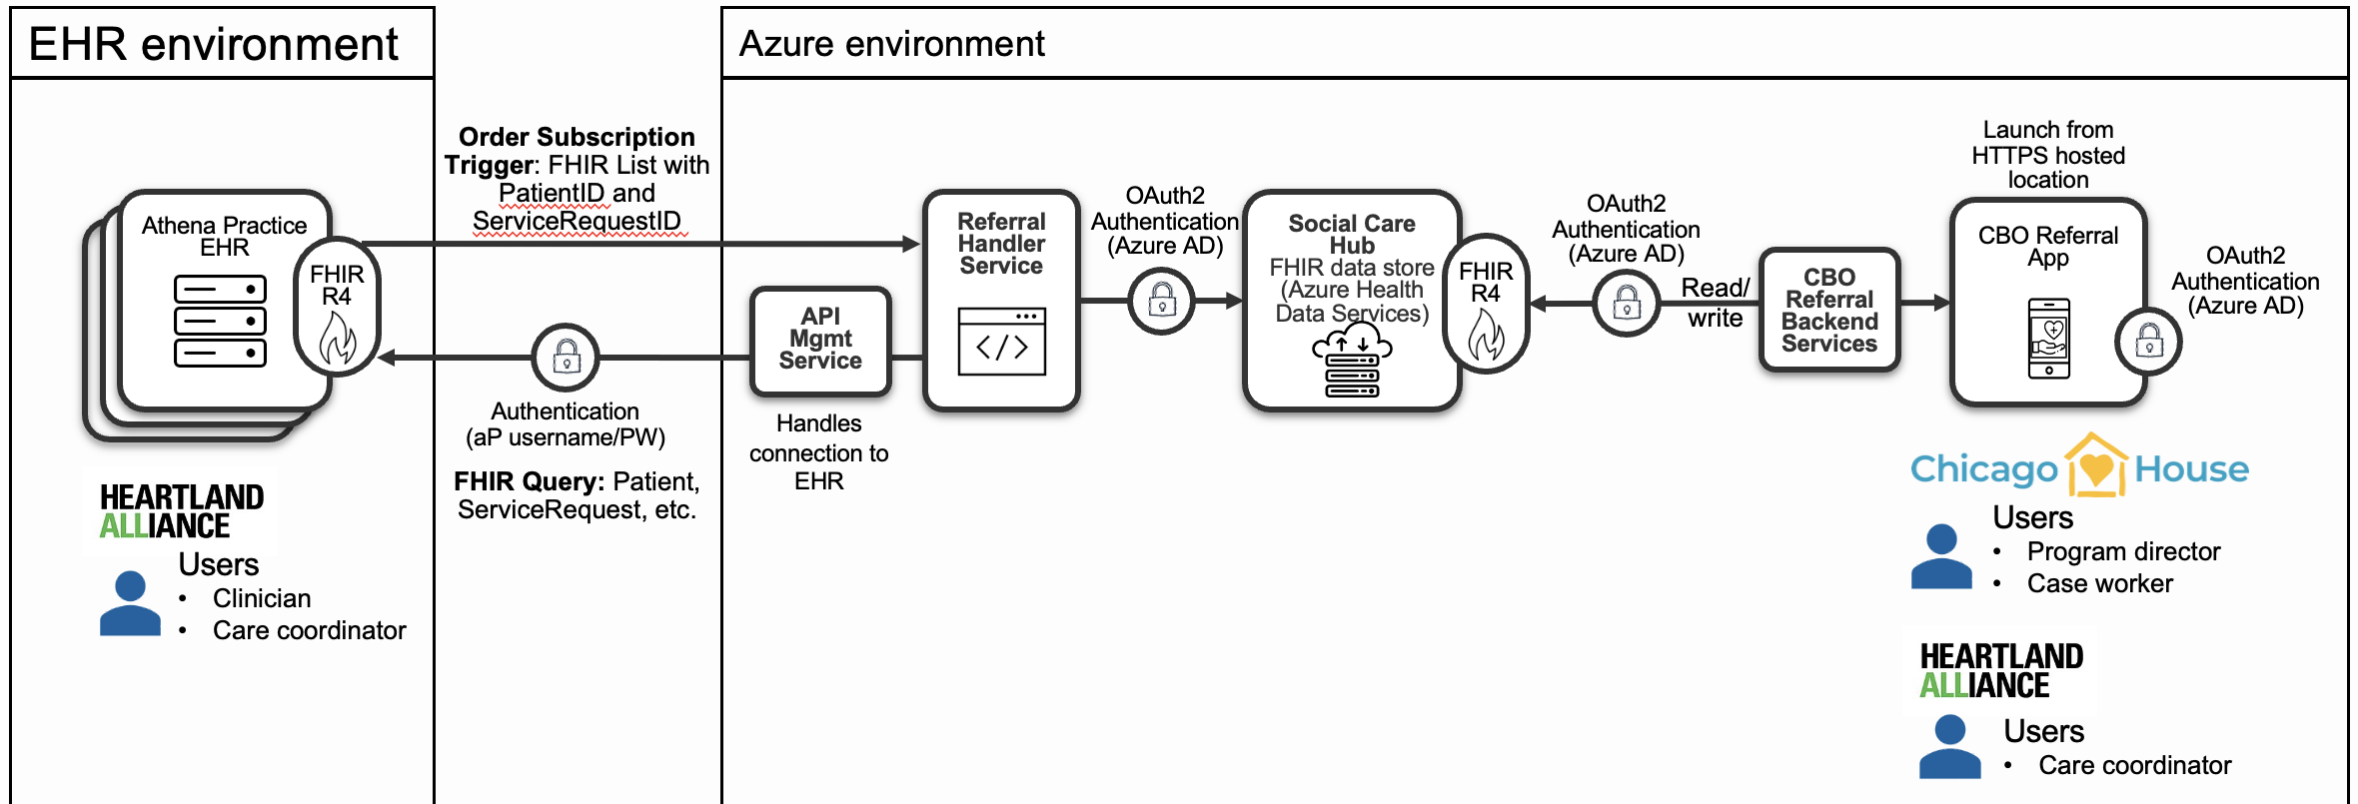 EHR environment
Azure environment
Order Subscription
Trigger: FHIR List with
PatientID and
ServiceRequestID
Athena Practice
EHR
FHIR
R4
Authentication
(aP username/PW)
FHIR Query: Patient,
ServiceRequest, etc.
API
Mgmt
Service
Handles
connection to
EHR
Referral
Handler
Service
</>
OAuth2
Authentication
(Azure AD)
Social Care
Hub
FHIR data store
(Azure Health
Data Services)
FHIR
R4
OAuth2
Authentication
(Azure AD)
Read/
write
CBO
Referral
Backend
Services
Launch from
HTTPS hosted
location
CBO Referral
App
OAuth2
Authentication
(Azure AD)
HEARTLAND
ALLIANCE
Users
• Clinician
• Care coordinator
Chicago House
Users
• Program director
• Case worker
HEARTLAND
ALLIANCE
Users
• Care coordinator